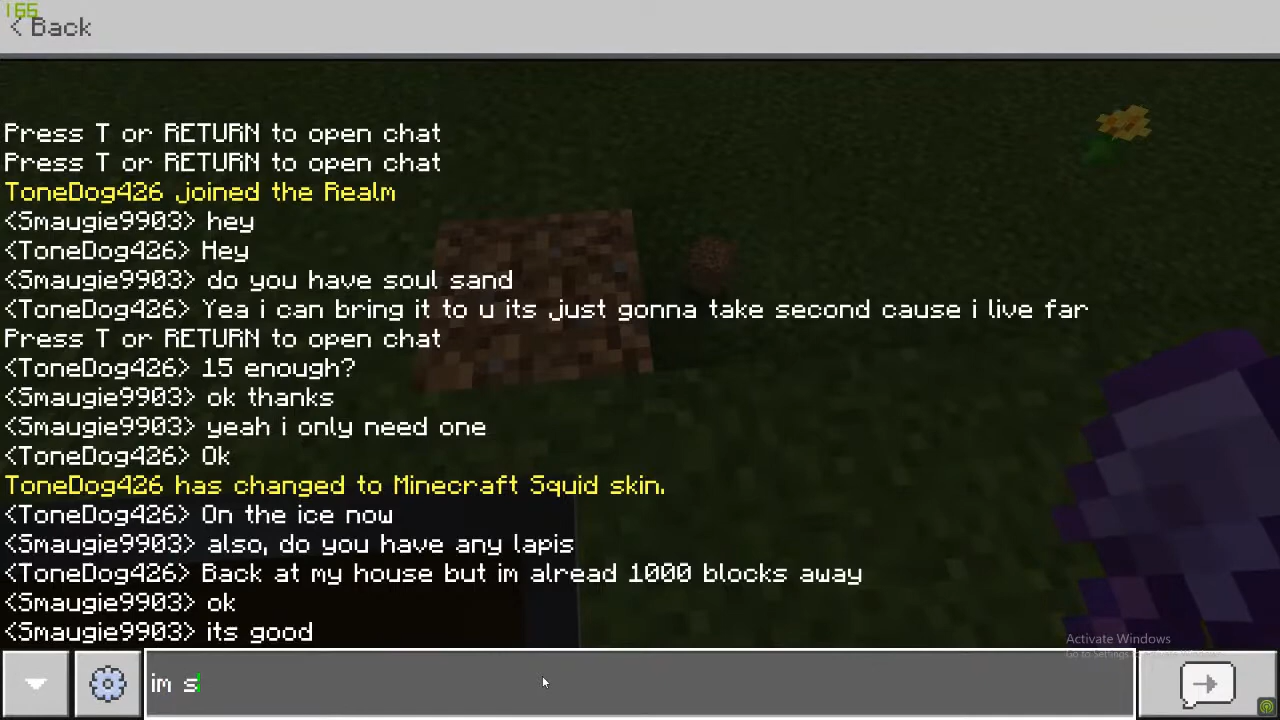 165
< Back
Press T or RETURN to open chat
Press T or RETURN to open chat
ToneDog426 joined the Realm
<Smaugie9903> hey
<ToneDog426> Hey
<Smaugie9903> do you have soul sand
<ToneDog426> Yea i can bring it to u its just gonna take second cause i live far
Press T or RETURN to open chat
<ToneDog426> 15 enough?
<Smaugie9903> ok thanks
<Smaugie9903> yeah i only need one
<ToneDog426> Ok
ToneDog426 has changed to Minecraft Squid skin.
<ToneDog426> On the ice now
<Smaugie9903> also, do you have any lapis
<ToneDog426> Back at my house but im alread 1000 blocks away
<Smaugie9903> ok
<Smaugie9903> its good
Activate Windows
Go to Settings
im s